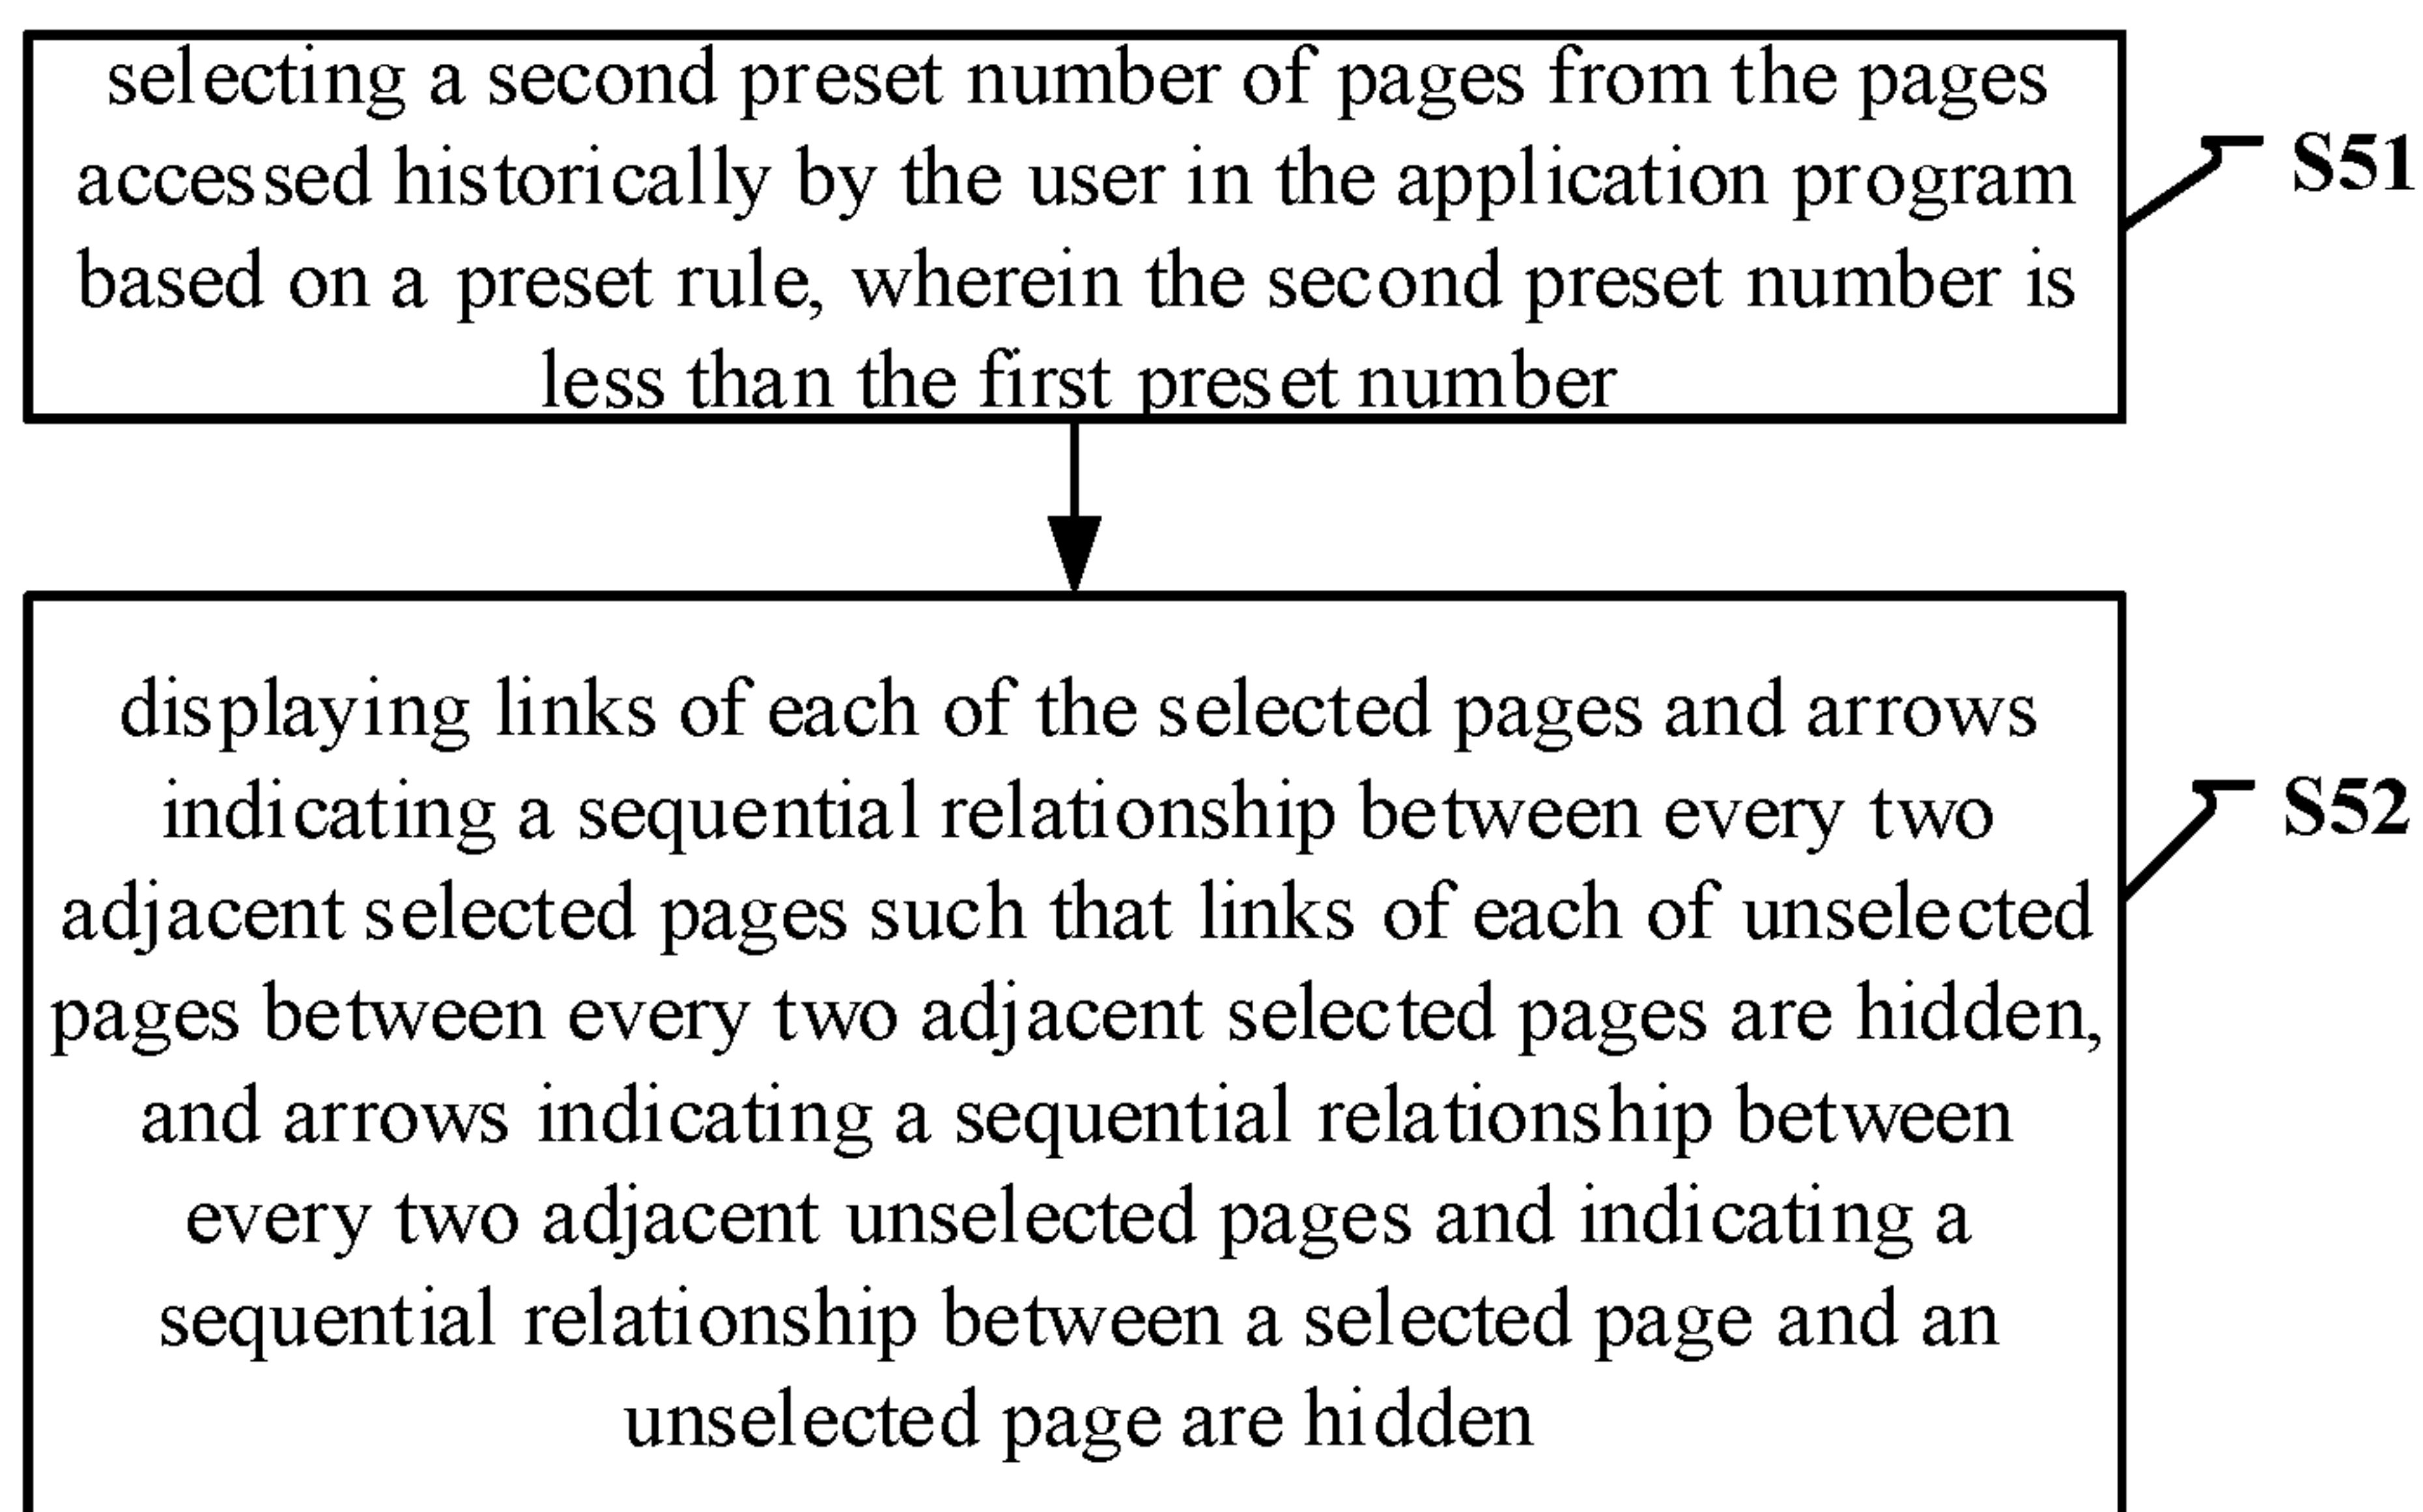 selecting a second preset number of pages from the pages
accessed historically by the user in the application program
based on a preset rule, wherein the second preset number is
less than the first preset number
S51
displaying links of each of the selected pages and arrows
indicating a sequential relationship between every two
adjacent selected pages such that links of each of unselected
pages between every two adjacent selected pages are hidden,
and arrows indicating a sequential relationship between
every two adjacent unselected pages and indicating a
sequential relationship between a selected page and an
unselected page are hidden
S52